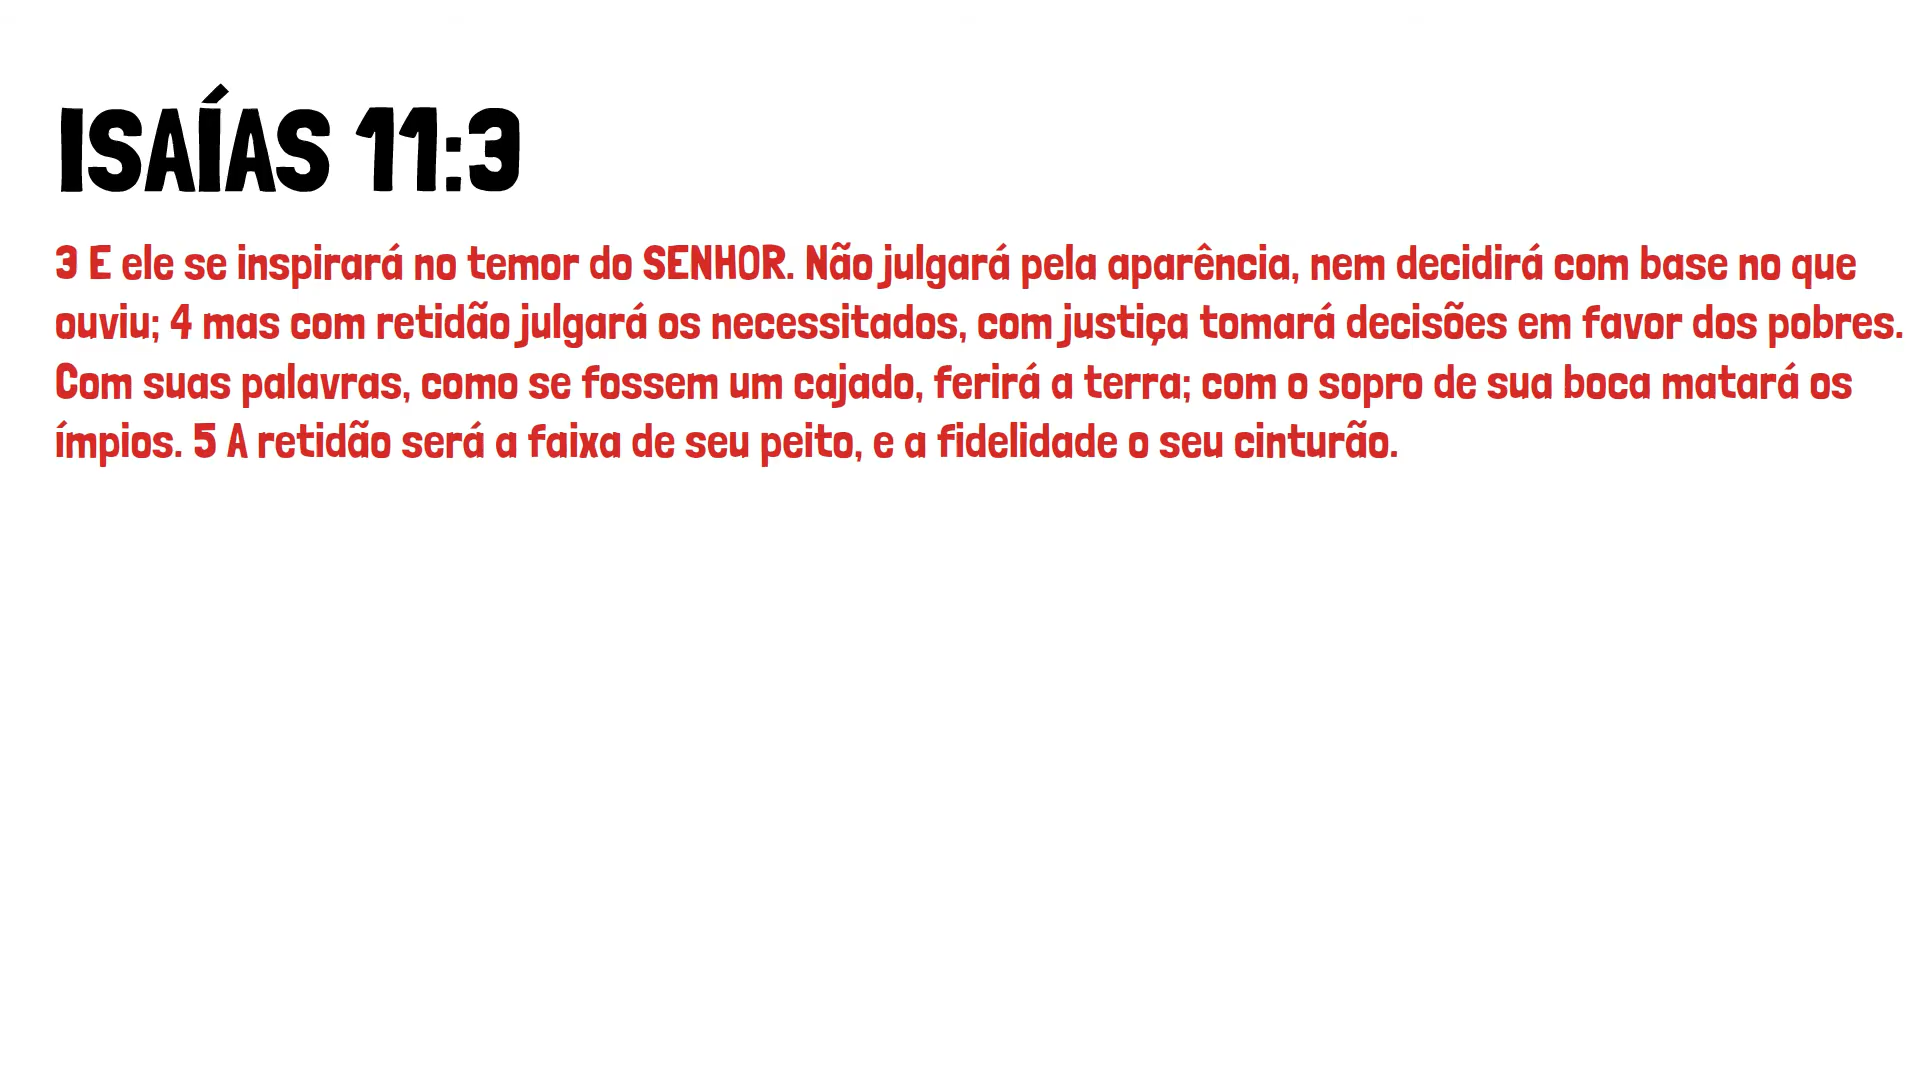 ISAÍAS 11:3
3 E ele se inspirará no temor do SENHOR. Não julgará pela aparência, nem decidirá com base no que
ouviu; 4 mas com retidão julgará os necessitados, com justiça tomará decisões em favor dos pobres.
Com suas palavras, como se fossem um cajado, ferirá a terra; com o sopro de sua boca matará os
ímpios. 5 A retidão será a faixa de seu peito, e a fidelidade o seu cinturão.